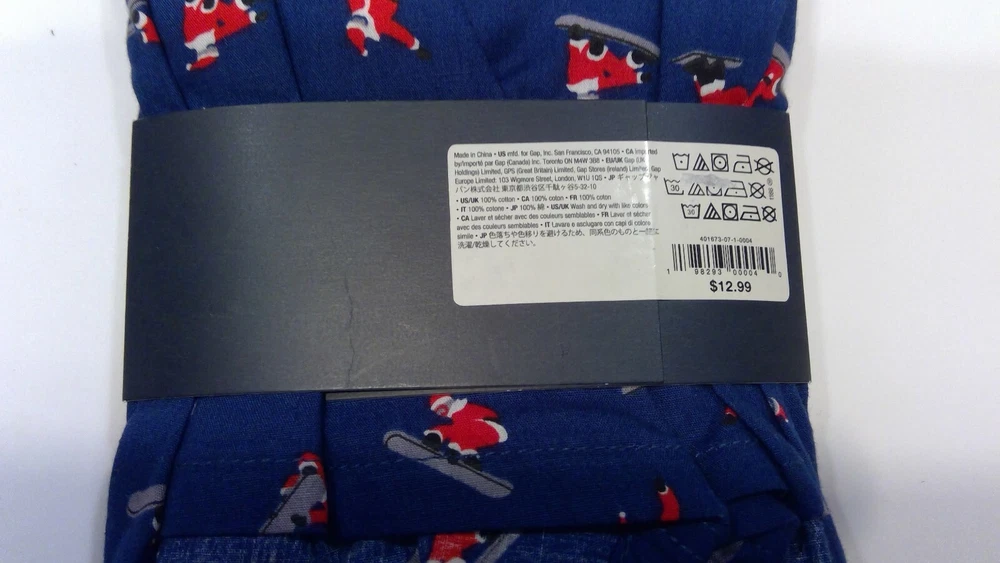 Made in China • US mfd. for Gap, Inc. San Francisco, CA 94105 • CA imported
by/importé par Gap (Canada) Inc. Toronto ON M4W 3B8 • EU/UK Gap (UK
Holdings) Limited, GPS (Great Britain) Limited, Gap Stores (Ireland) Limited, Gap
Europe Limited: 103 Wigmore Street, London, W1U 1QS • JP ギャップジャ
パン株式会社 東京都渋谷区千駄ヶ谷5-32-10
• US/UK 100% cotton • CA 100% coton • FR 100% coton
• IT 100% cotone • JP 100% 綿 • US/UK Wash and dry with like colors
• CA Laver et sécher avec des couleurs semblables • FR Laver et sécher
avec des couleurs semblables • IT Lavare e asciugare con capi di colore
simile • JP 色落ちや色移りを避けるため、同系色のものと一緒に
洗濯/乾燥してください。
30
30
401673-07-1-0004
1 98293 00004 0
$12.99